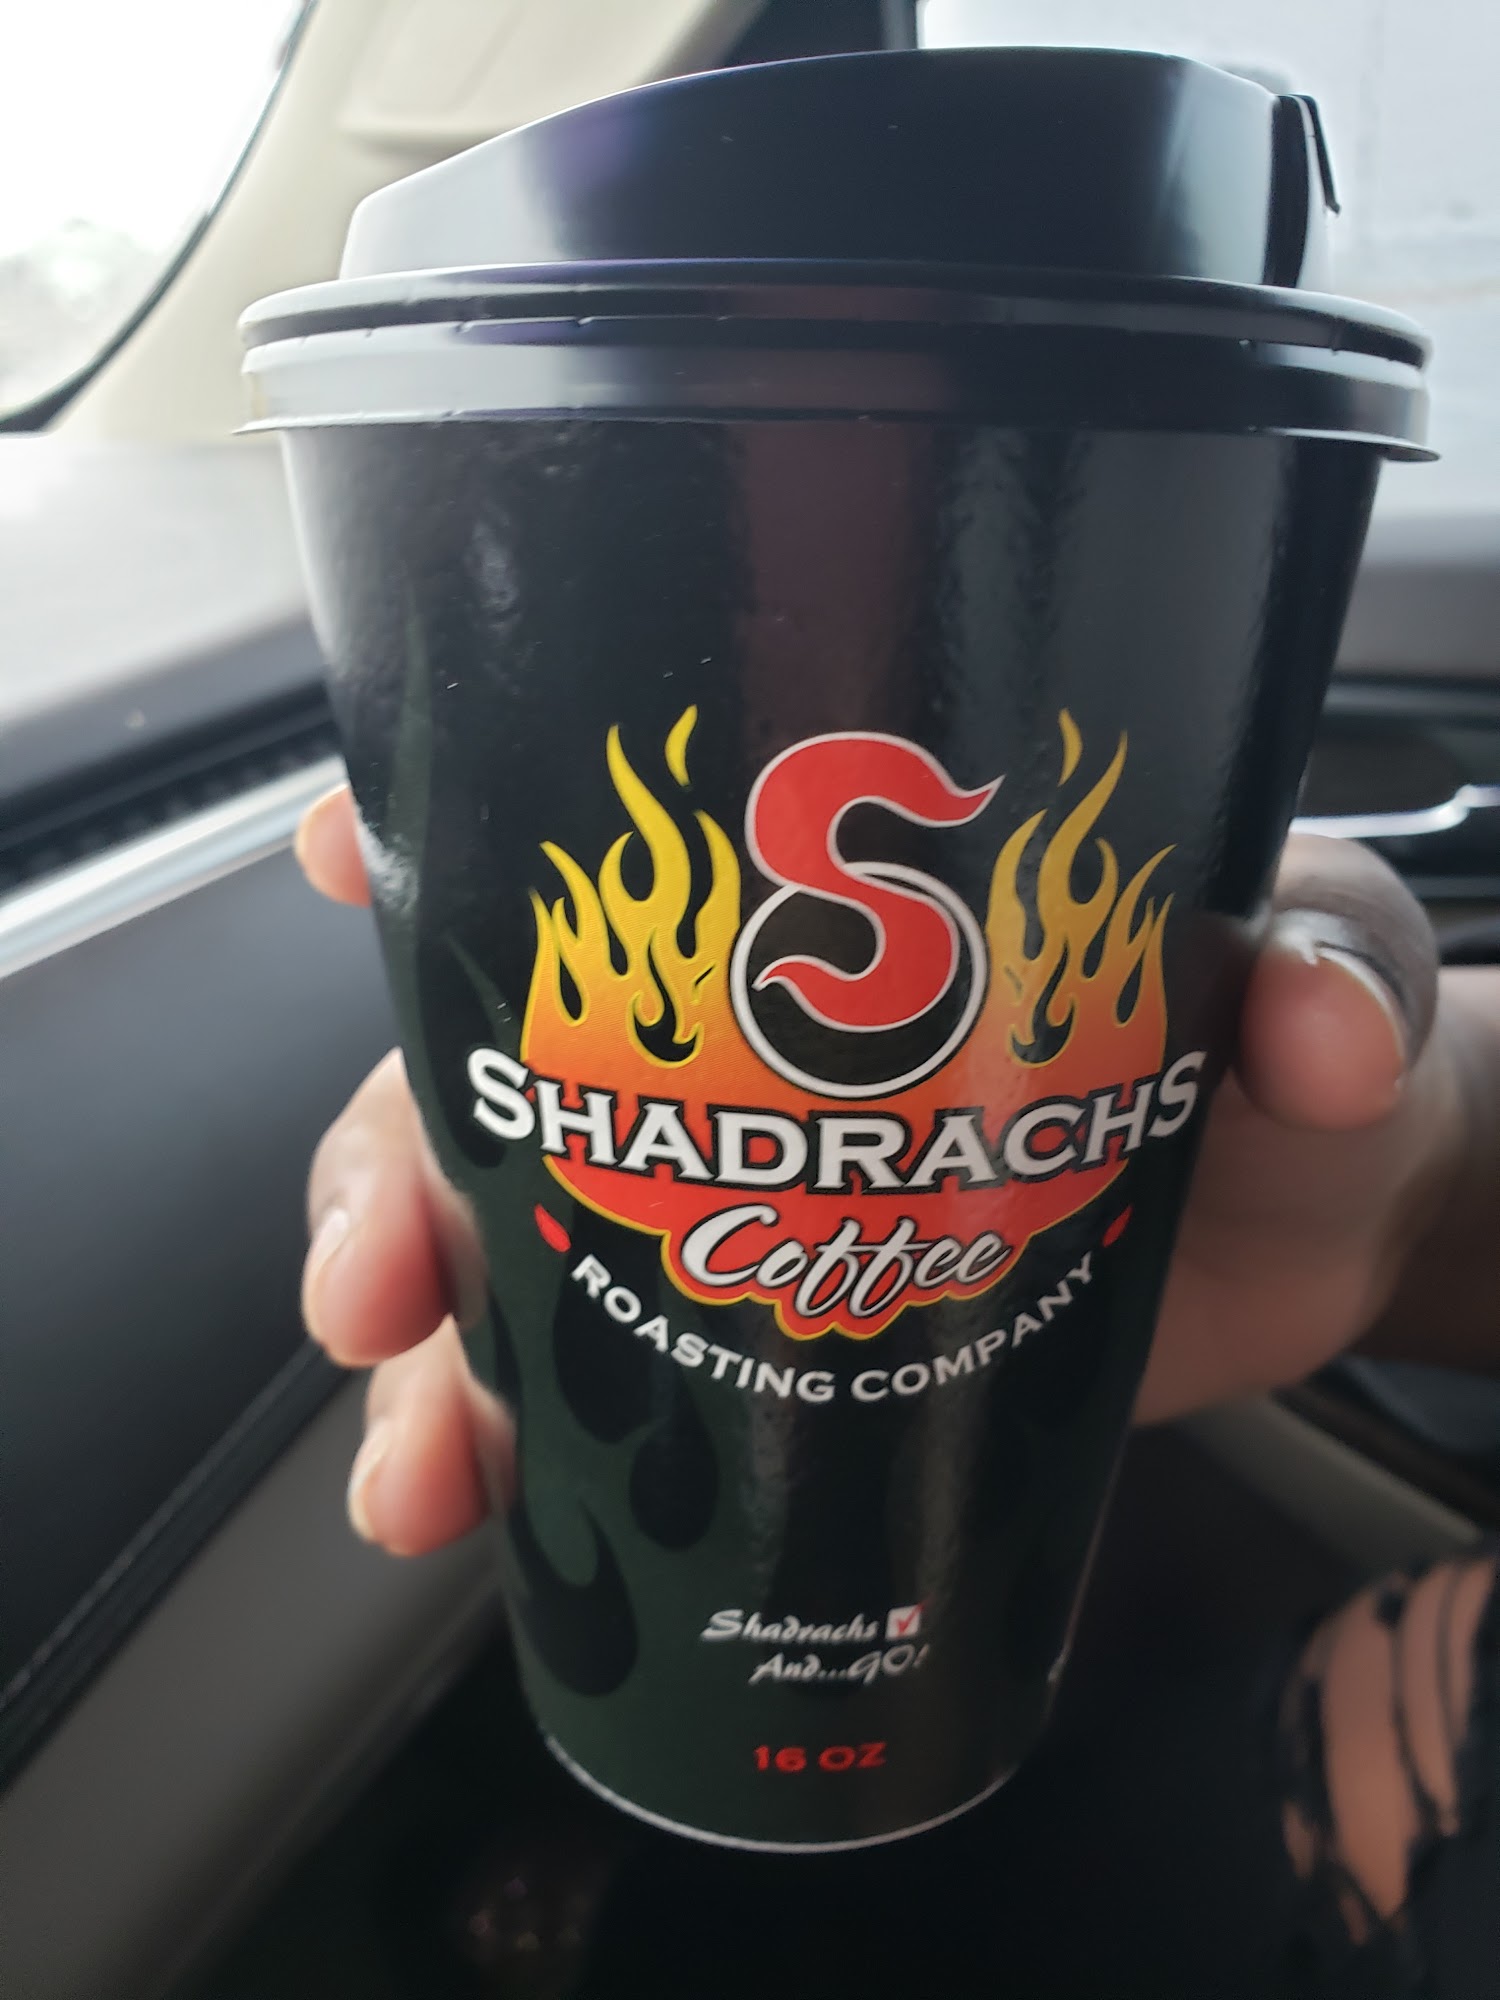 S
SHADRACHS
Coffee
ROASTING COMPANY
Shadrachs
And...GO!
16 OZ